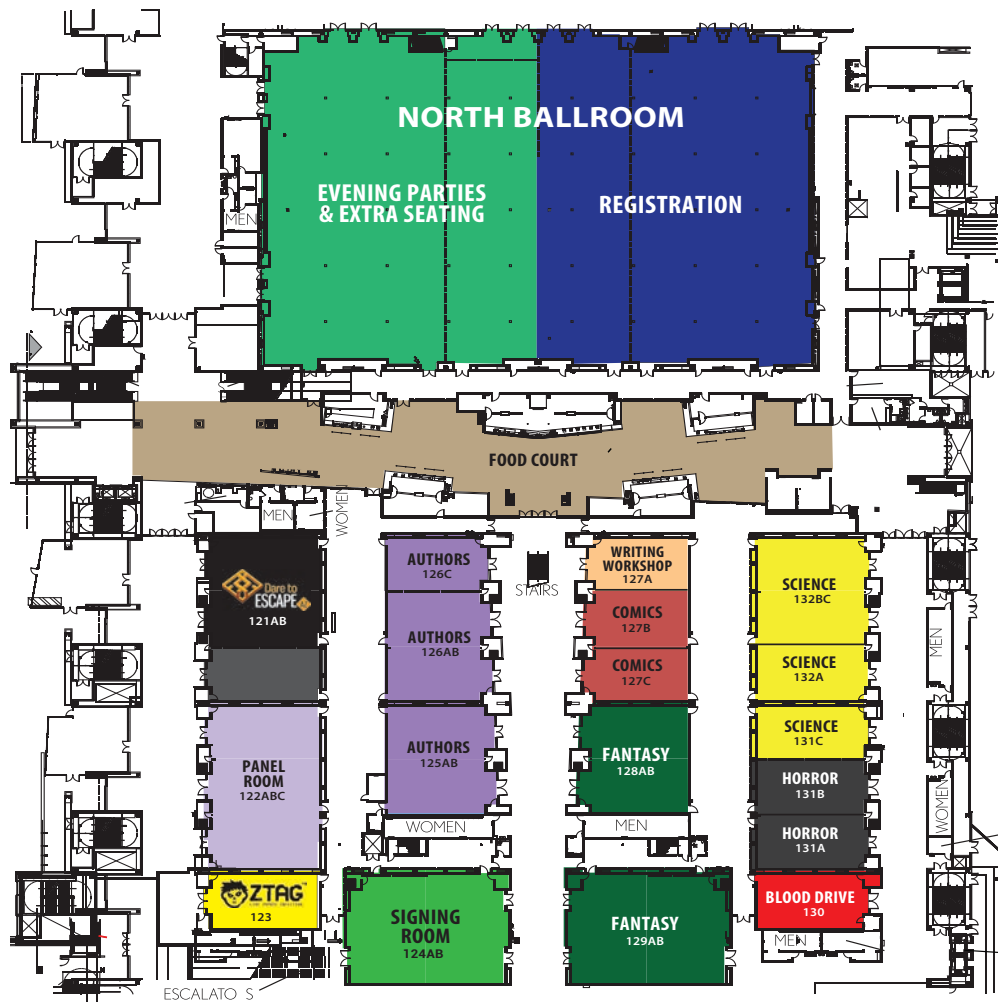 NORTH BALLROOM
EVENING PARTIES
& EXTRA SEATING
REGISTRATION
MEN
FOOD COURT
MEN
WOMEN
Dare to
ESCAPE
121AB
AUTHORS
126C
STAIRS
WRITING
WORKSHOP
127A
SCIENCE
132BC
AUTHORS
126AB
COMICS
127B
MEN
COMICS
127C
SCIENCE
132A
PANEL
ROOM
122ABC
AUTHORS
125AB
FANTASY
128AB
SCIENCE
131C
HORROR
131B
WOMEN
WOMEN
MEN
HORROR
131A
ZTAG
123
SIGNING
ROOM
124AB
FANTASY
129AB
BLOOD DRIVE
130
MEN
ESCALATO S